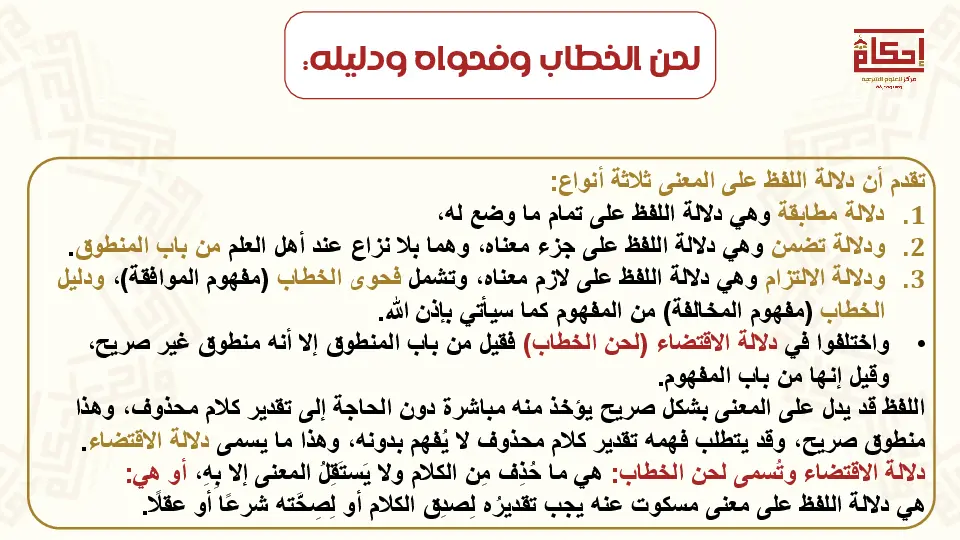 إحكام
مركز للعلوم الشرعية
لحن الخطاب وفحواه ودليله:
تقدم أن دلالة اللفظ على المعنى ثلاثة أنواع:
1. دلالة مطابقة وهي دلالة اللفظ على تمام ما وضع له،
2. ودلالة تضمن وهي دلالة اللفظ على جزء معناه، وهما بلا نزاع عند أهل العلم من باب المنطوق.
3. ودلالة الالتزام وهي دلالة اللفظ على لازم معناه، وتشمل فحوى الخطاب (مفهوم الموافقة)، ودليل
الخطاب (مفهوم المخالفة) من المفهوم كما سيأتي بإذن الله.
• واختلفوا في دلالة الاقتضاء (لحن الخطاب) فقيل من باب المنطوق إلا أنه منطوق غير صريح،
وقيل إنها من باب المفهوم.
اللفظ قد يدل على المعنى بشكل صريح يؤخذ منه مباشرة دون الحاجة إلى تقدير كلام محذوف، وهذا
منطوق صريح، وقد يتطلب فهمه تقدير كلام محذوف لا يُفهم بدونه، وهذا ما يسمى دلالة الاقتضاء.
دلالة الاقتضاء وتُسمى لحن الخطاب: هي ما حُذِف مِن الكلام ولا يَستَقِلُ المعنى إلا بِهِ، أو هي:
هي دلالة اللفظ على معنى مسكوت عنه يجب تقديرُه لِصدِق الكلام أو لِصِحَّته شرعًا أو عقلًا.